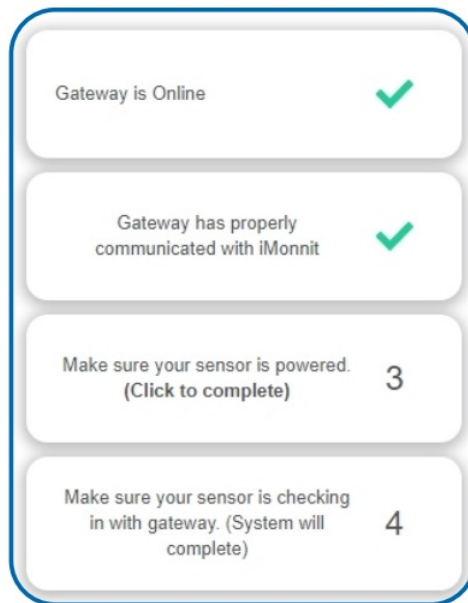 Gateway is Online
Gateway has properly
communicated with iMonnit
Make sure your sensor is powered.
(Click to complete)
3
Make sure your sensor is checking
in with gateway. (System will
complete)
4